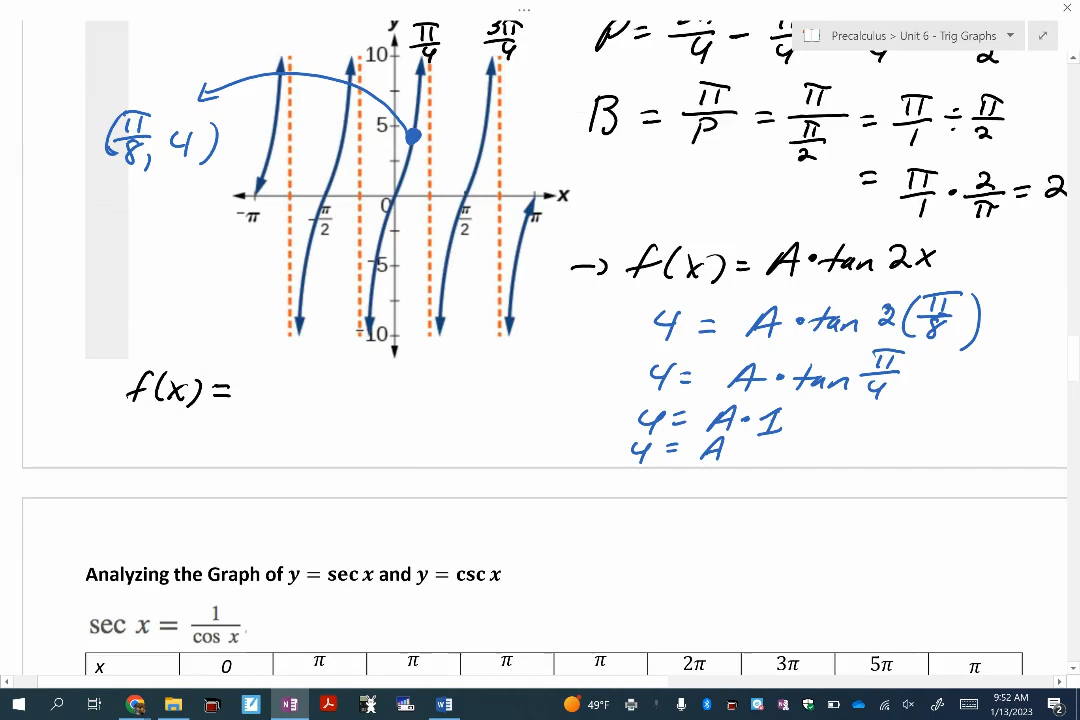 Precalculus > Unit 6 - Trig Graphs
y π/4 3π/4
10
5
(π/8, 4)
0 x
-π -π/2 π/2 π
-5
-10
B = π/P = π/(π/2) = π/1 ÷ π/2
= π/1 • 2/π = 2
→ f(x) = A•tan 2x
4 = A•tan 2(π/8)
4 = A•tan π/4
4 = A•1
4 = A
f(x) =
Analyzing the Graph of y = sec x and y = csc x
sec x = 1/cos x,
x 0 π π π π 2π 3π 5π π
49°F
9:52 AM
1/13/2023
2